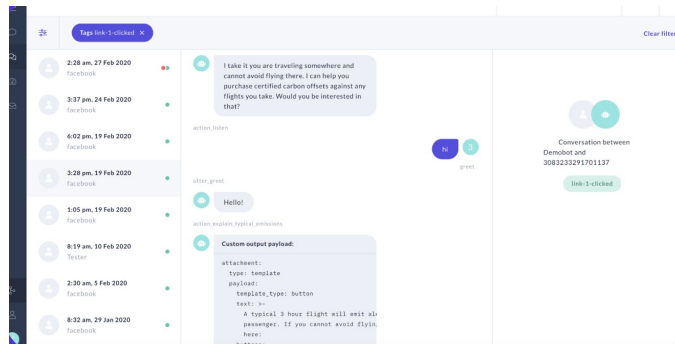 Tags link-1-clicked ×
Clear filter
2:28 am, 27 Feb 2020
facebook
3:37 pm, 24 Feb 2020
facebook
6:02 pm, 19 Feb 2020
facebook
3:28 pm, 19 Feb 2020
facebook
1:05 pm, 19 Feb 2020
facebook
8:19 am, 10 Feb 2020
Tester
2:30 am, 5 Feb 2020
facebook
8:32 am, 29 Jan 2020
facebook
I take it you are traveling somewhere and
cannot avoid flying there. I can help you
purchase certified carbon offsets against any
flights you take. Would you be interested in
that?
action_listen
hi
3
greet
utter_greet
Hello!
action_explain_typical_emissions
Custom output payload:
attachment:
type: template
payload:
template_type: button
text: >-
A typical 3 hour flight will emit
passenger. If you cannot avoid
here:
Conversation between
Demobot and
3083233291701137
link-1-clicked